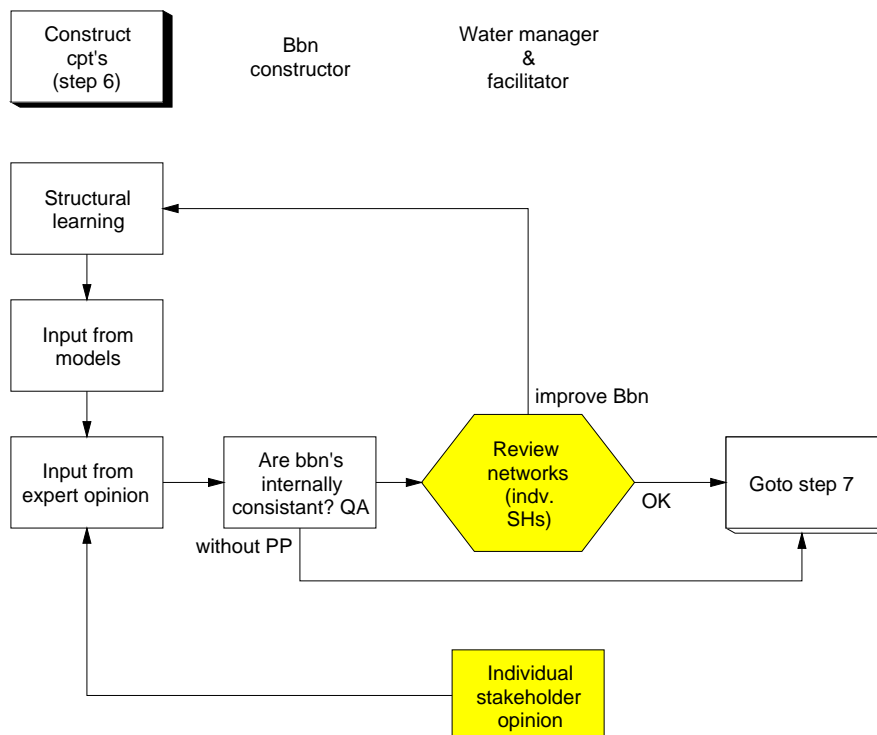 Construct
cpt's
(step 6)
Bbn
constructor
Water manager
&
facilitator
Structural
learning
Input from
models
improve Bbn
Input from
expert opinion
Are bbn's
internally
consistant? QA
Review
networks
(indv.
SHs)
OK
Goto step 7
without PP
Individual
stakeholder
opinion